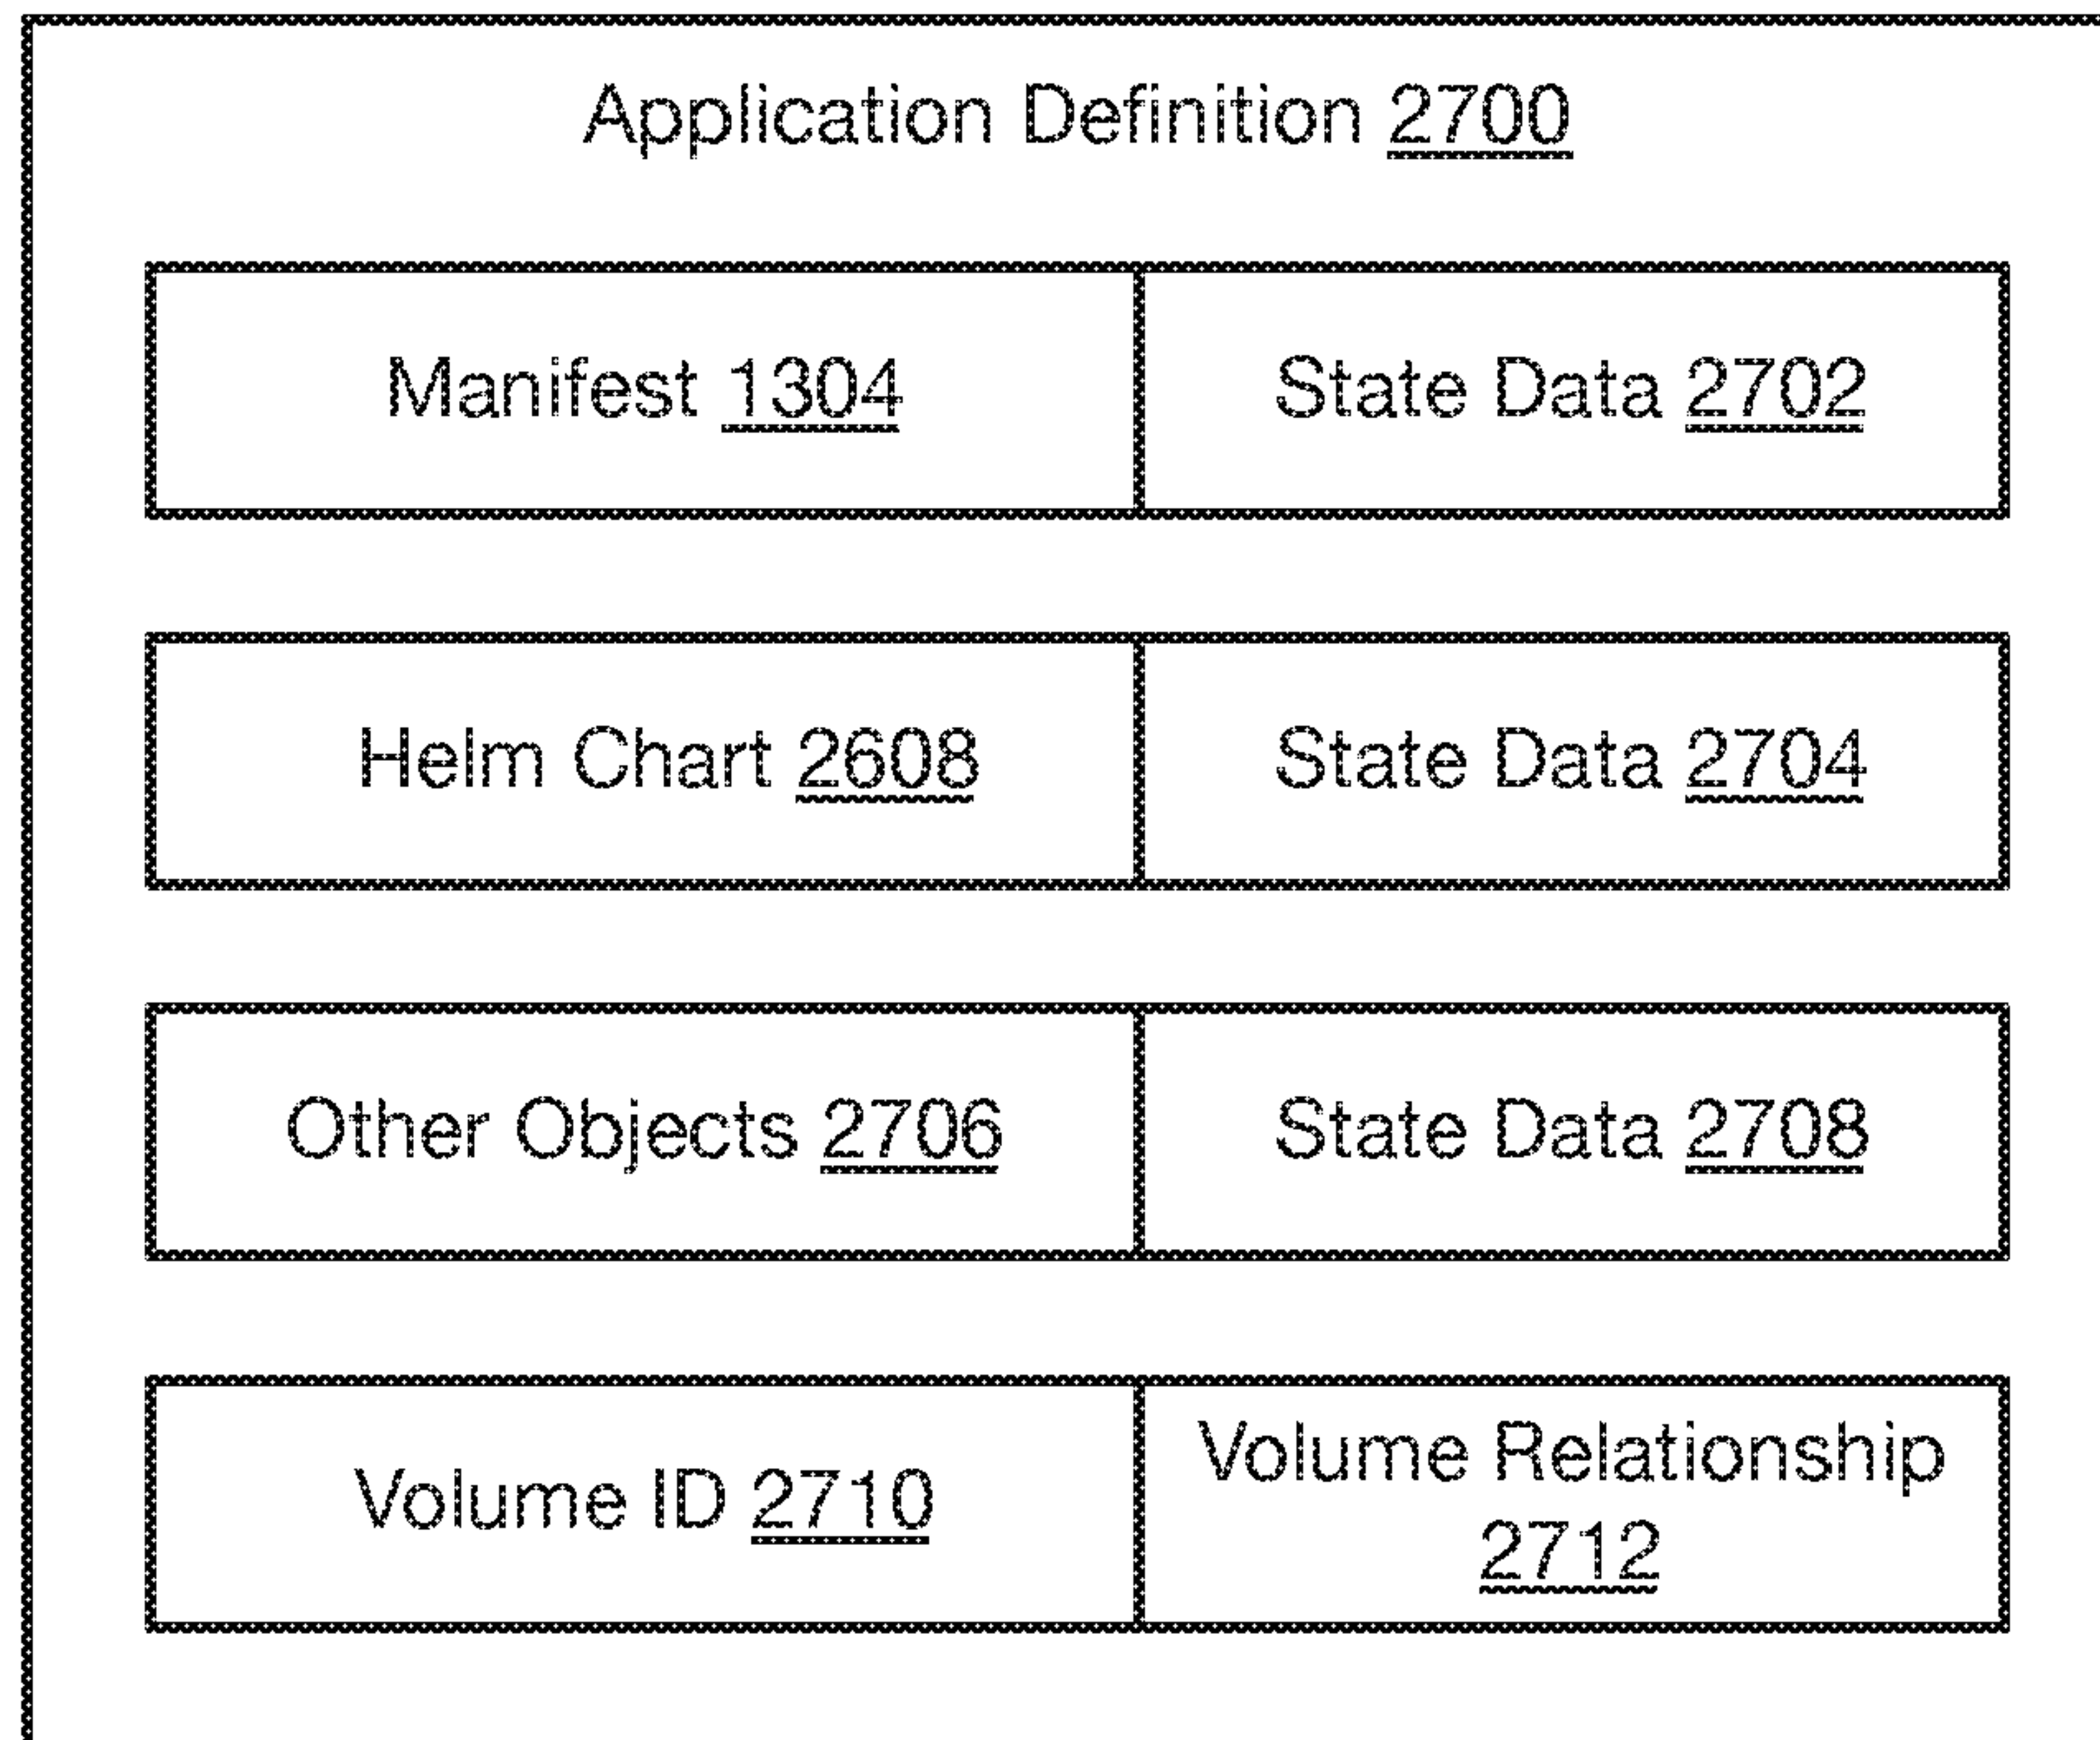 Application Definition 2700
Manifest 1304
State Data 2702
Helm Chart 2608
State Data 2704
Other Objects 2706
State Data 2708
Volume ID 2710
Volume Relationship
2712